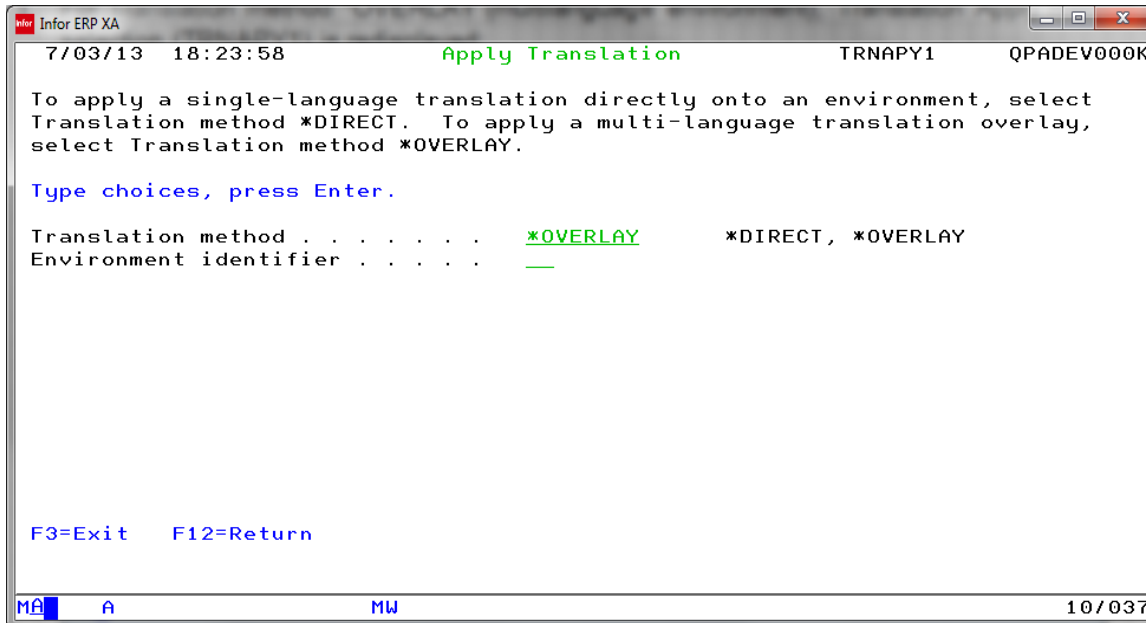 infor Infor ERP XA
7/03/13 18:23:58 Apply Translation TRNAPY1 QPADEV000K
To apply a single-language translation directly onto an environment, select
Translation method *DIRECT. To apply a multi-language translation overlay,
select Translation method *OVERLAY.
Type choices, press Enter.
Translation method . . . . . . . *OVERLAY *DIRECT, *OVERLAY
Environment identifier . . . . . __
F3=Exit F12=Return
MA A MW 10/037